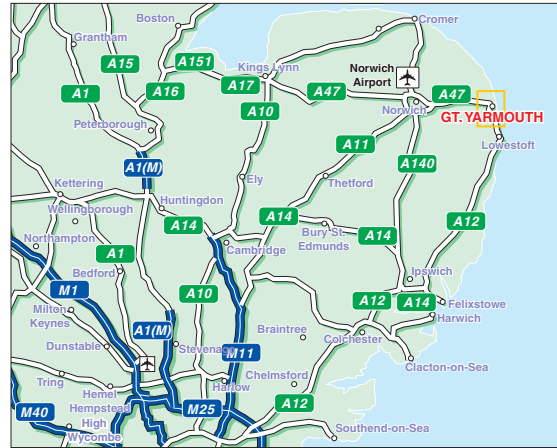 Boston
Cromer
Grantham
A15
A151
Kings Lynn
Norwich
Airport
A1
A16
A17
A47
A47
A10
Norwich
GT. YARMOUTH
Peterborough
A11
Lowestoft
A1(M)
A140
Ely
Thetford
Kettering
Huntingdon
Wellingborough
A14
A14
A12
Bury St.
Edmunds
A14
Northampton
A1
Cambridge
Bedford
Ipswich
M1
A10
A12
A14
Felixstowe
Milton
Keynes
A1(M)
Harwich
Braintree
Colchester
Dunstable
Stevenage
M11
Clacton-on-Sea
Tring
Chelmsford
Hemel
Hempstead
Harlow
M40
High
Wycombe
M25
A12
Southend-on-Sea